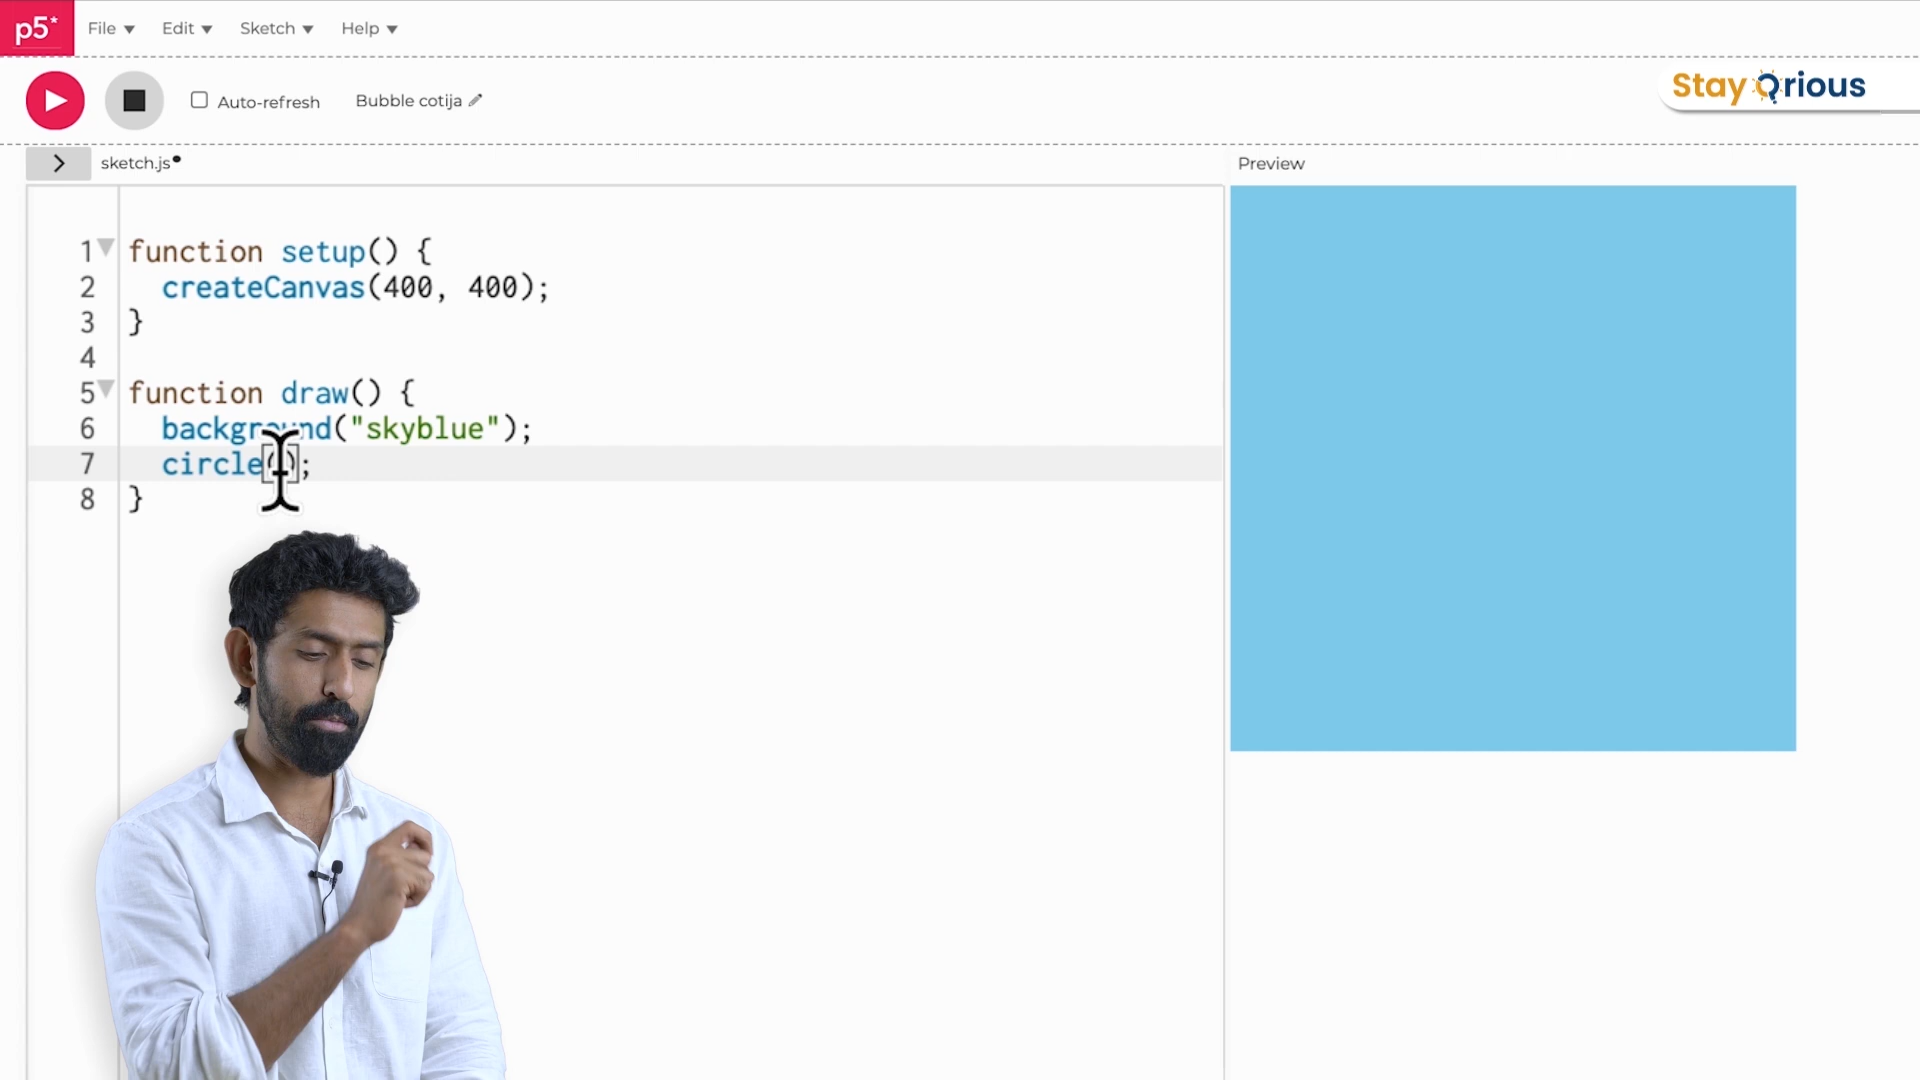 p5* File Edit Sketch Help
Auto-refresh Bubble cotija
Stay Qrious
sketch.js
Preview
1 function setup() {
2 createCanvas(400, 400);
3 }
4
5 function draw() {
6 background("skyblue");
7 circle();
8 }